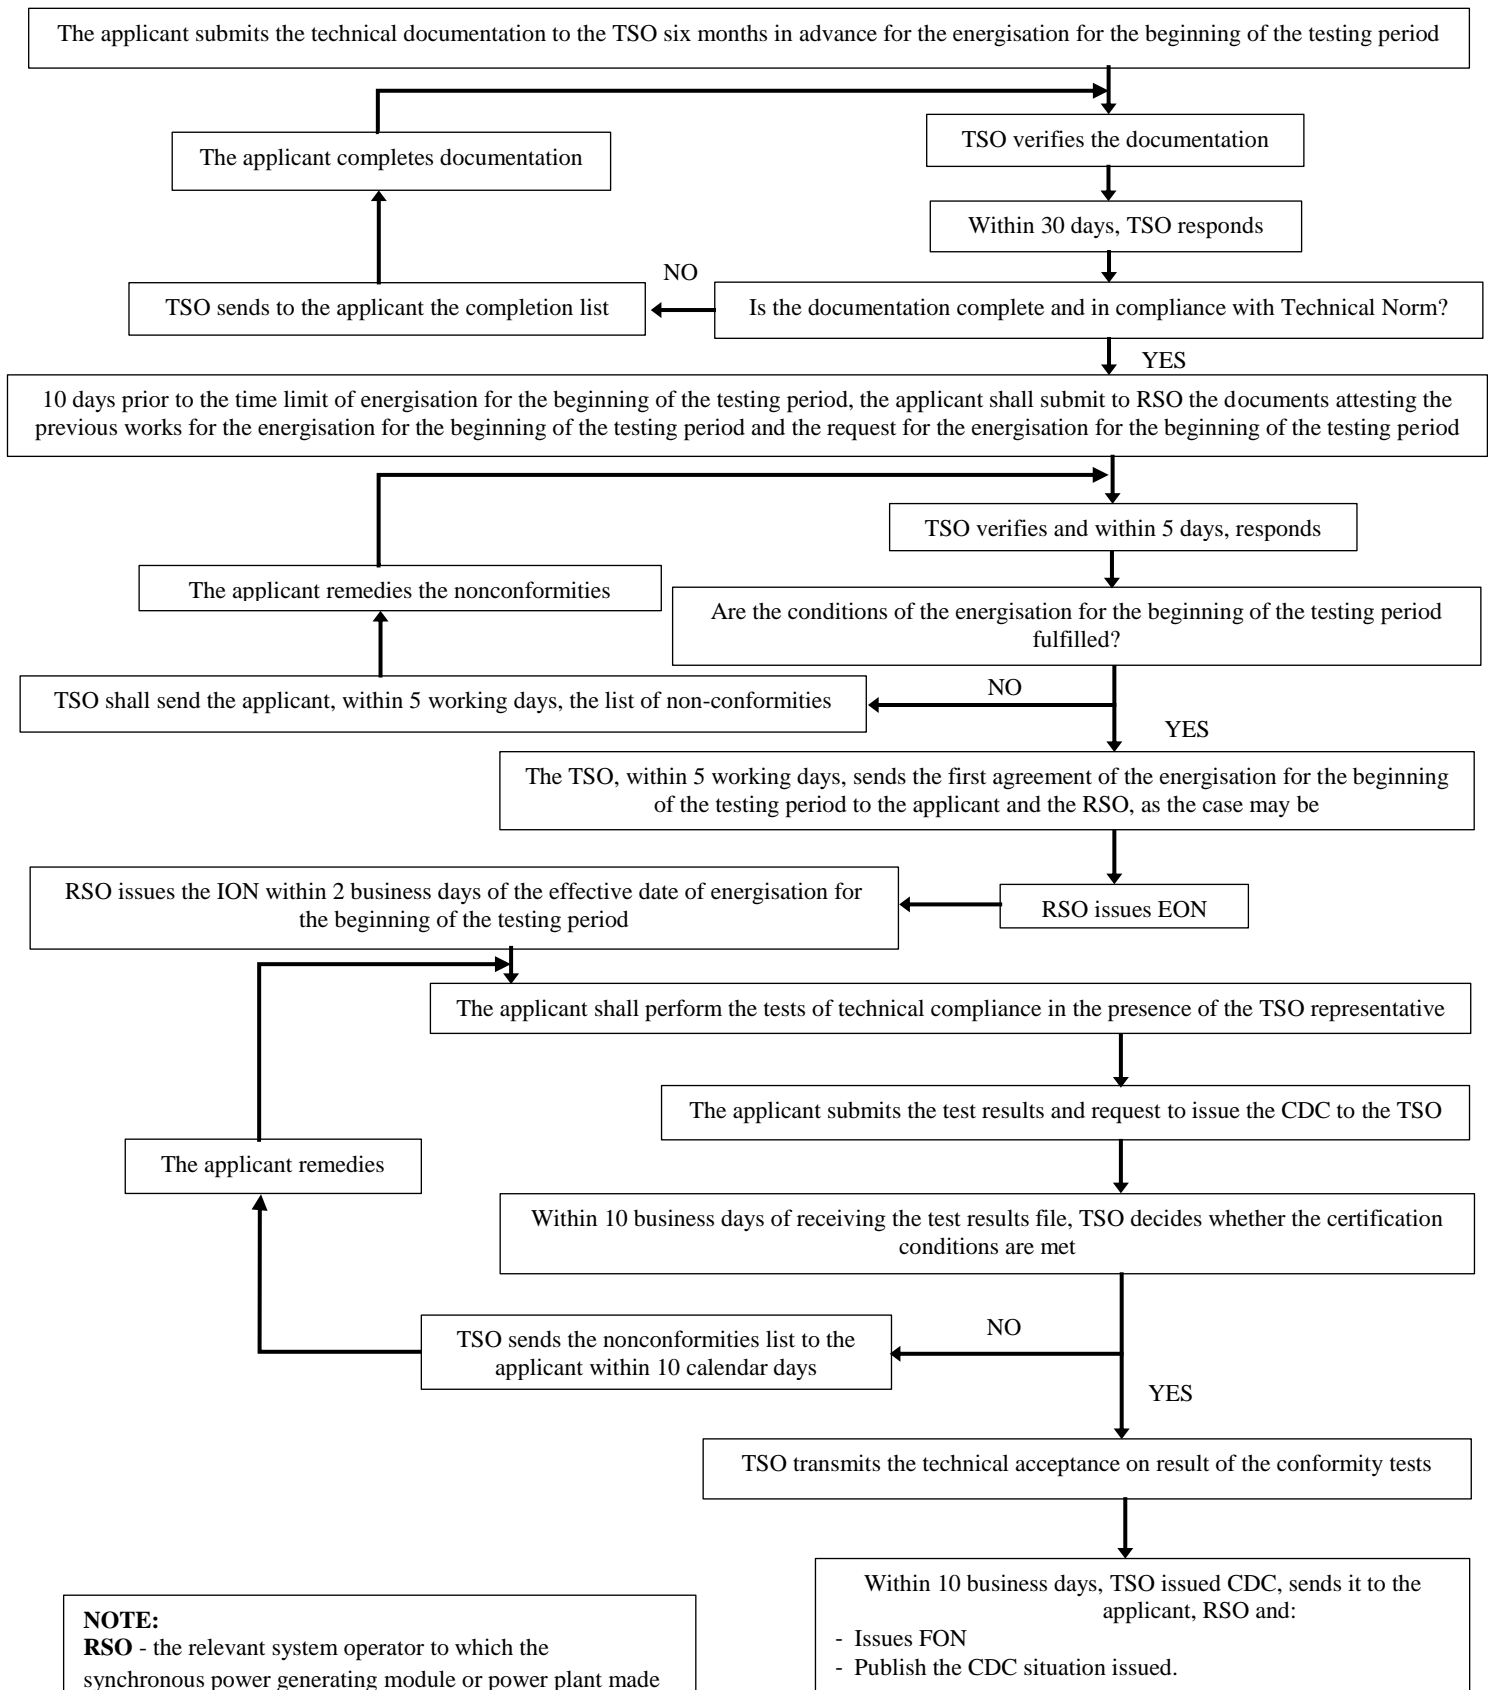 The applicant submits the technical documentation to the TSO six months in advance for the energisation for the beginning of the testing period
The applicant completes documentation
TSO verifies the documentation
Within 30 days, TSO responds
NO
TSO sends to the applicant the completion list
Is the documentation complete and in compliance with Technical Norm?
YES
10 days prior to the time limit of energisation for the beginning of the testing period, the applicant shall submit to RSO the documents attesting the
previous works for the energisation for the beginning of the testing period and the request for the energisation for the beginning of the testing period
TSO verifies and within 5 days, responds
The applicant remedies the nonconformities
Are the conditions of the energisation for the beginning of the testing period
fulfilled?
TSO shall send the applicant, within 5 working days, the list of non-conformities
NO
YES
The TSO, within 5 working days, sends the first agreement of the energisation for the beginning
of the testing period to the applicant and the RSO, as the case may be
RSO issues the ION within 2 business days of the effective date of energisation for
the beginning of the testing period
RSO issues EON
The applicant shall perform the tests of technical compliance in the presence of the TSO representative
The applicant submits the test results and request to issue the CDC to the TSO
The applicant remedies
Within 10 business days of receiving the test results file, TSO decides whether the certification
conditions are met
NO
TSO sends the nonconformities list to the
applicant within 10 calendar days
YES
TSO transmits the technical acceptance on result of the conformity tests
Within 10 business days, TSO issued CDC, sends it to the
applicant, RSO and:
- Issues FON
- Publish the CDC situation issued.
NOTE:
RSO - the relevant system operator to which the
synchronous power generating module or power plant made